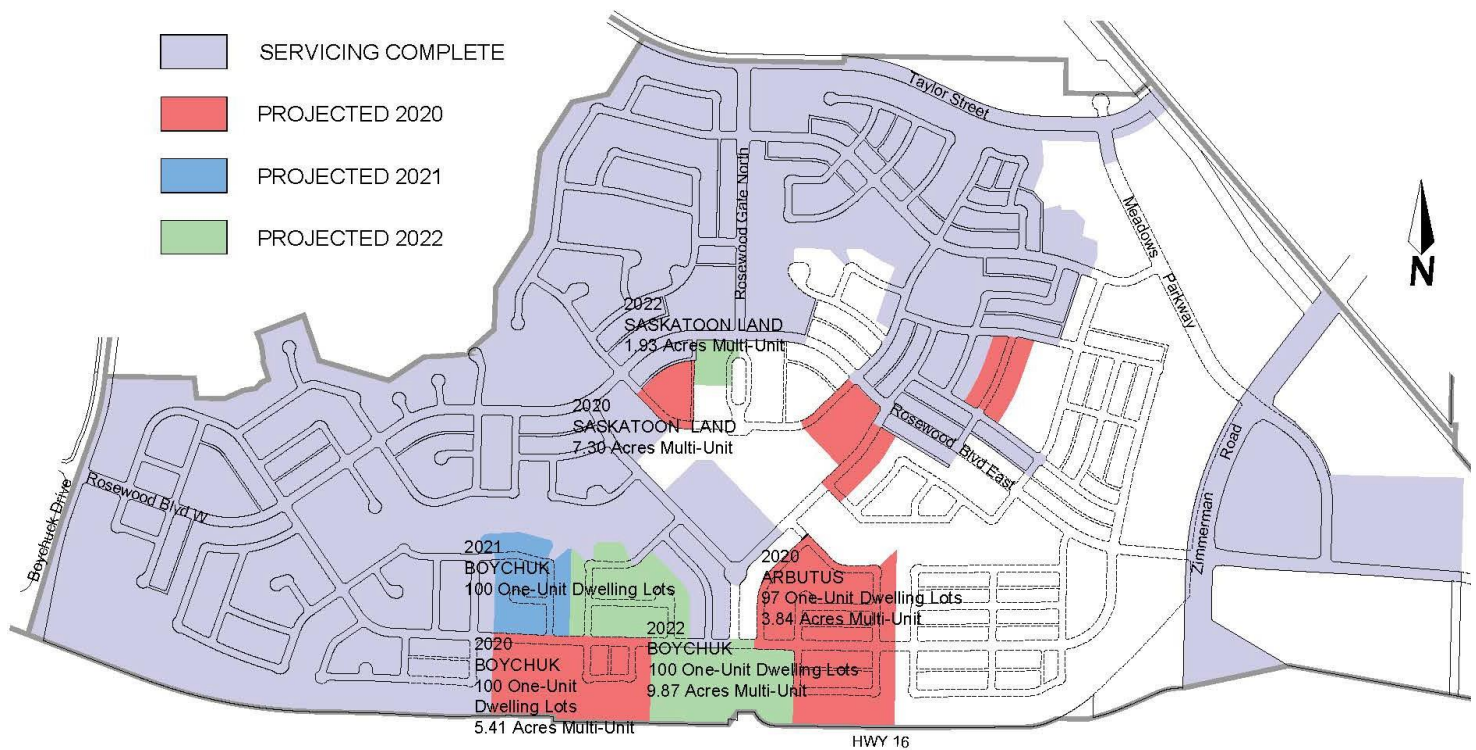 SERVICING COMPLETE
PROJECTED 2020
PROJECTED 2021
PROJECTED 2022
Taylor Street
Meadows Parkway
N
Rosewood Gate North
2022
SASKATOON LAND
1.93 Acres Multi-Unit
2020
SASKATOON LAND
7.30 Acres Multi-Unit
Rosewood Blvd East
Zimmerman Road
Boychuck Drive
Rosewood Blvd W
2021
BOYCHUK
100 One-Unit Dwelling Lots
2020
ARBUTUS
97 One-Unit Dwelling Lots
3.84 Acres Multi-Unit
2022
BOYCHUK
100 One-Unit Dwelling Lots
9.87 Acres Multi-Unit
2020
BOYCHUK
100 One-Unit
Dwelling Lots
5.41 Acres Multi-Unit
HWY 16